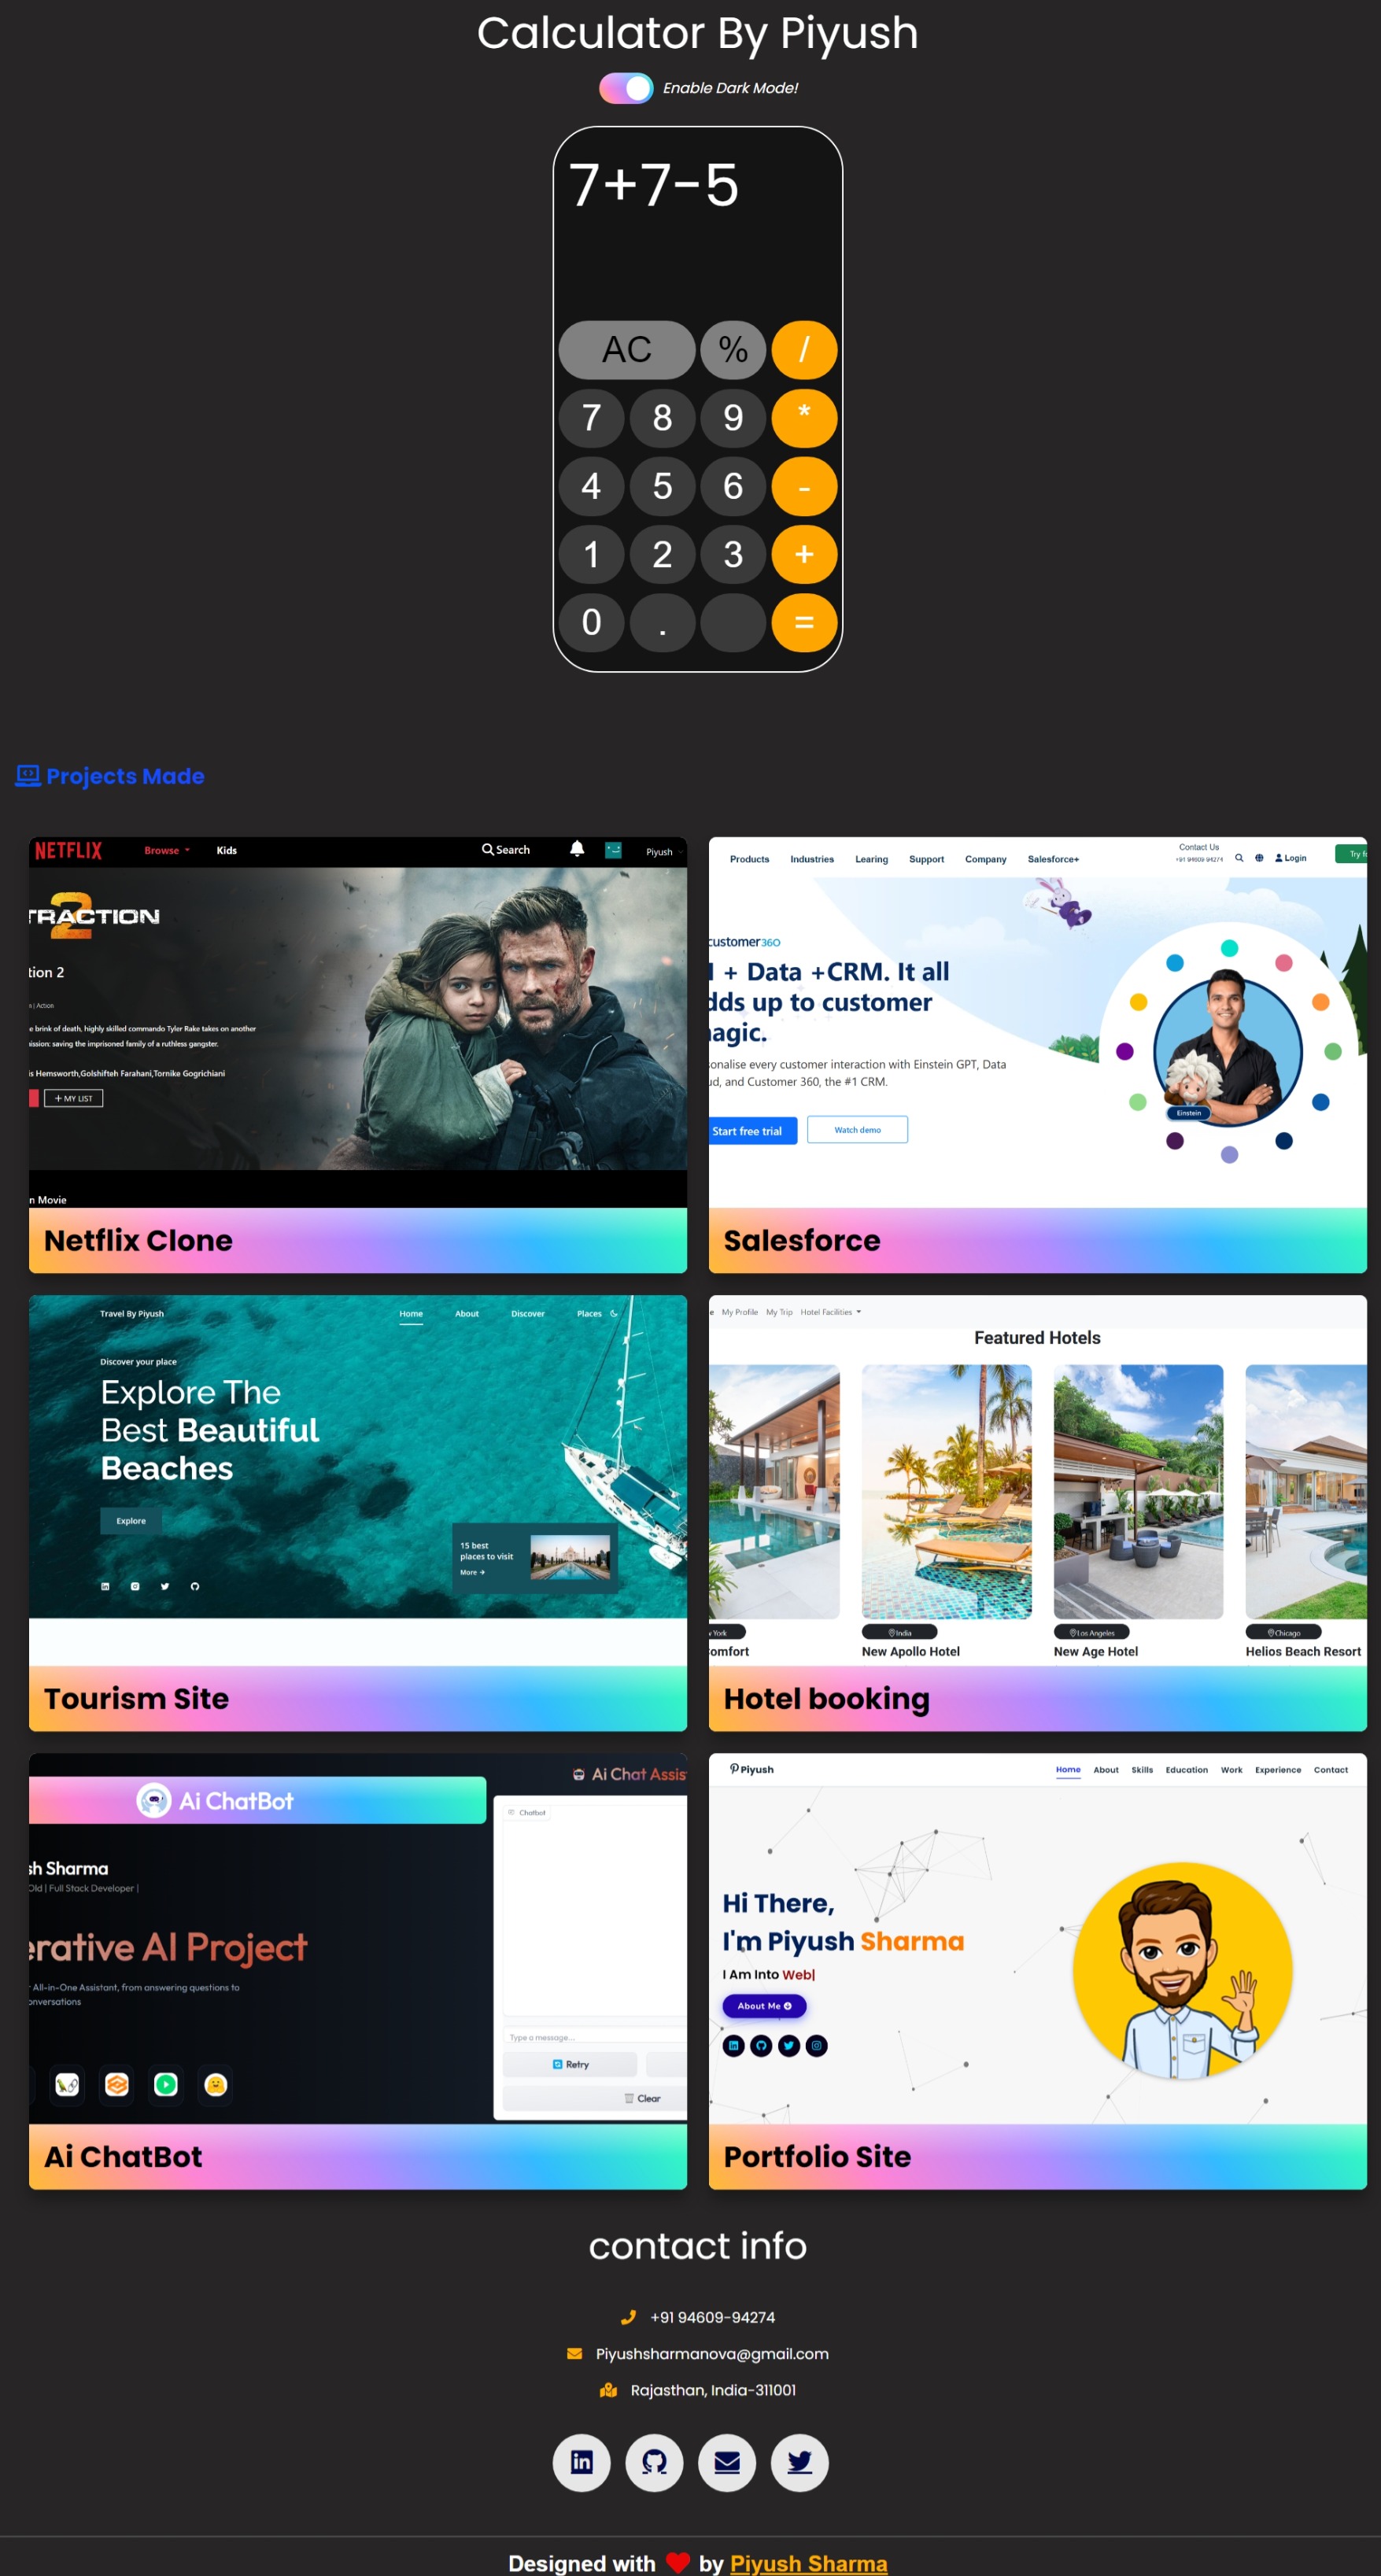 Calculator By Piyush
Enable Dark Mode!
7+7-5
AC % /
7 8 9 *
4 5 6 -
1 2 3 +
0 . =
Projects Made
NETFLIX Browse Kids Search Piyush
TRACTION 2
tion 2
| Action
e brink of death, highly skilled commando Tyler Rake takes on another
ission: saving the imprisoned family of a ruthless gangster.
is Hemsworth,Golshifteh Farahani,Tornike Gogrichiani
+ MY LIST
n Movie
Netflix Clone
Contact Us
Products Industries Learing Support Company Salesforce+ +91 94609-94274 Login Try f
customer360
I + Data +CRM. It all
dds up to customer
agic.
sonalise every customer interaction with Einstein GPT, Data
ud, and Customer 360, the #1 CRM.
Start free trial Watch demo
Einstein
Salesforce
Travel By Piyush Home About Discover Places
Discover your place
Explore The
Best Beautiful
Beaches
Explore
15 best
places to visit
More →
Tourism Site
e My Profile My Trip Hotel Facilities
Featured Hotels
w York India Los Angeles Chicago
omfort New Apollo Hotel New Age Hotel Helios Beach Resort
Hotel booking
Ai ChatBot
Ai Chat Assis
Chatbot
sh Sharma
Old | Full Stack Developer |
erative AI Project
All-in-One Assistant, from answering questions to
onversations
Type a message...
Retry
Clear
Ai ChatBot
Piyush Home About Skills Education Work Experience Contact
Hi There,
I'm Piyush Sharma
I Am Into Web|
About Me
Portfolio Site
contact info
+91 94609-94274
Piyushsharmanova@gmail.com
Rajasthan, India-311001
in
Designed with ❤ by Piyush Sharma